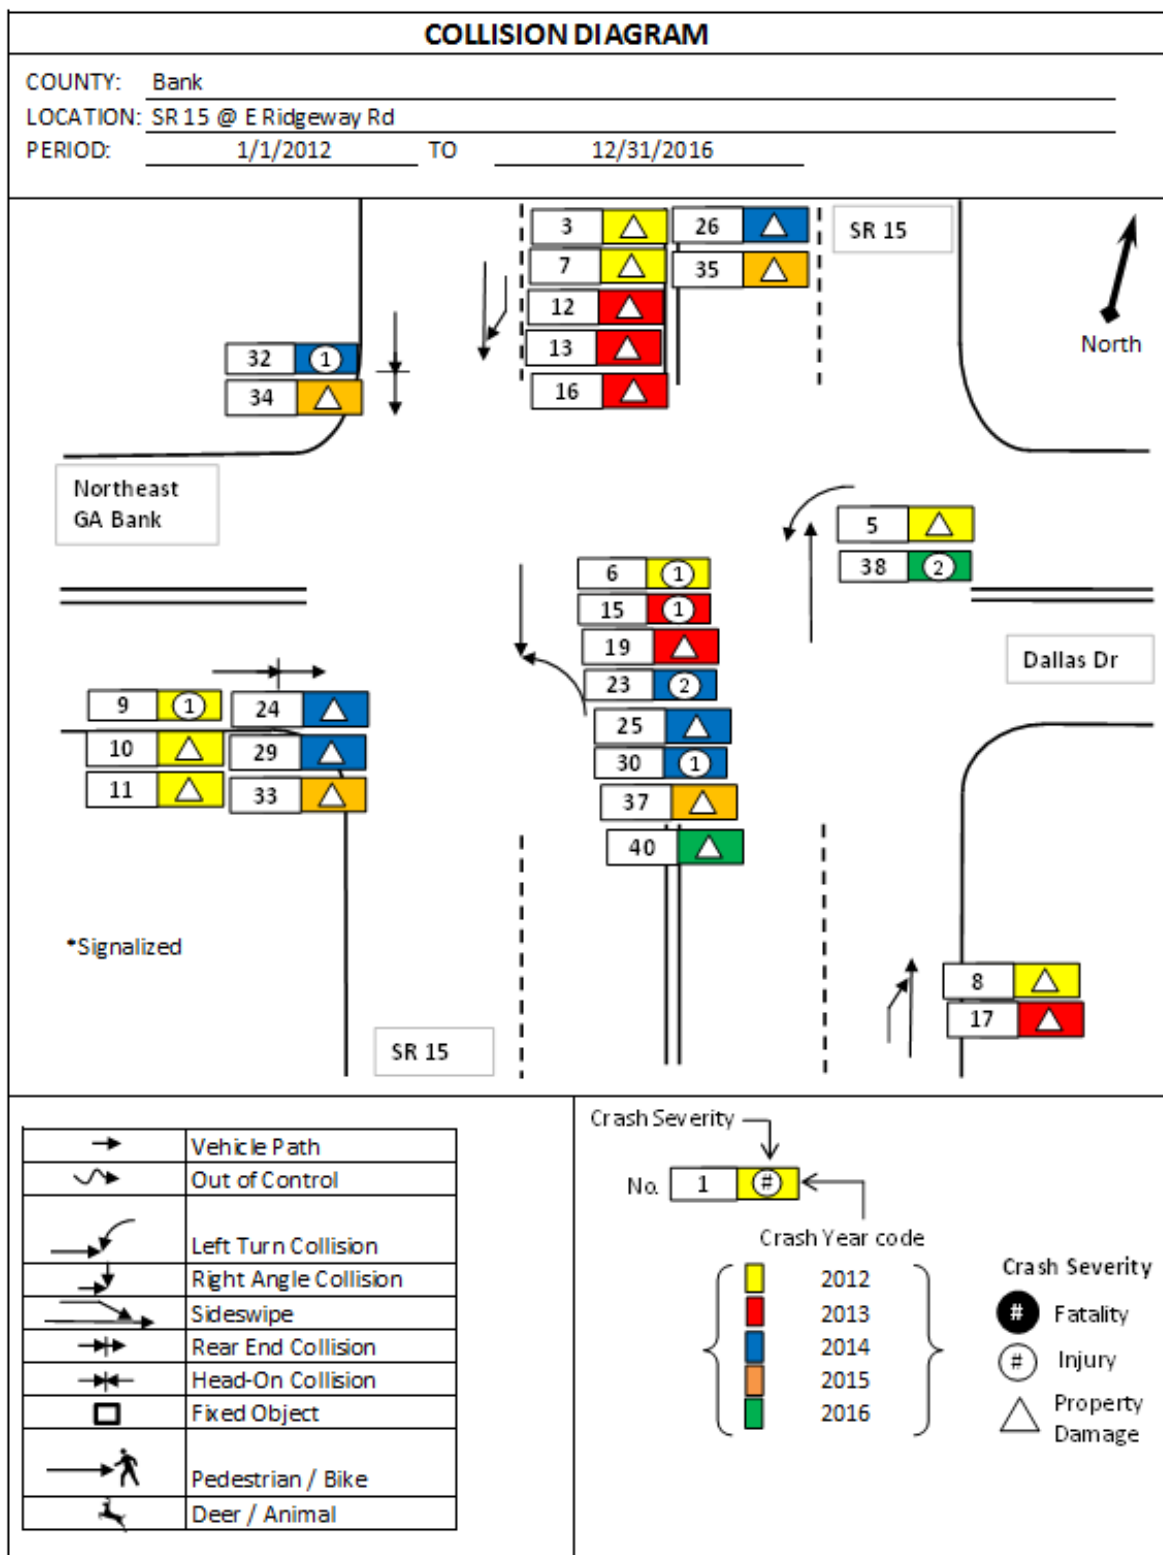 COLLISION DIAGRAM
COUNTY: Bank
LOCATION: SR 15 @ E Ridgeway Rd
PERIOD: 1/1/2012 TO 12/31/2016
3 26 SR 15
7 35
12
13
16
North
32 1
34
Northeast
GA Bank
5
38 2
6 1
15 1
19
23 2
25
30 1
37
40
Dallas Dr
9 1 24
10 29
11 33
*Signalized
SR 15
8
17
Vehicle Path
Out of Control
Left Turn Collision
Right Angle Collision
Sideswipe
Rear End Collision
Head-On Collision
Fixed Object
Pedestrian / Bike
Deer / Animal
Crash Severity
No. 1 #
Crash Year code
2012
2013
2014
2015
2016
Crash Severity
# Fatality
# Injury
Property
Damage